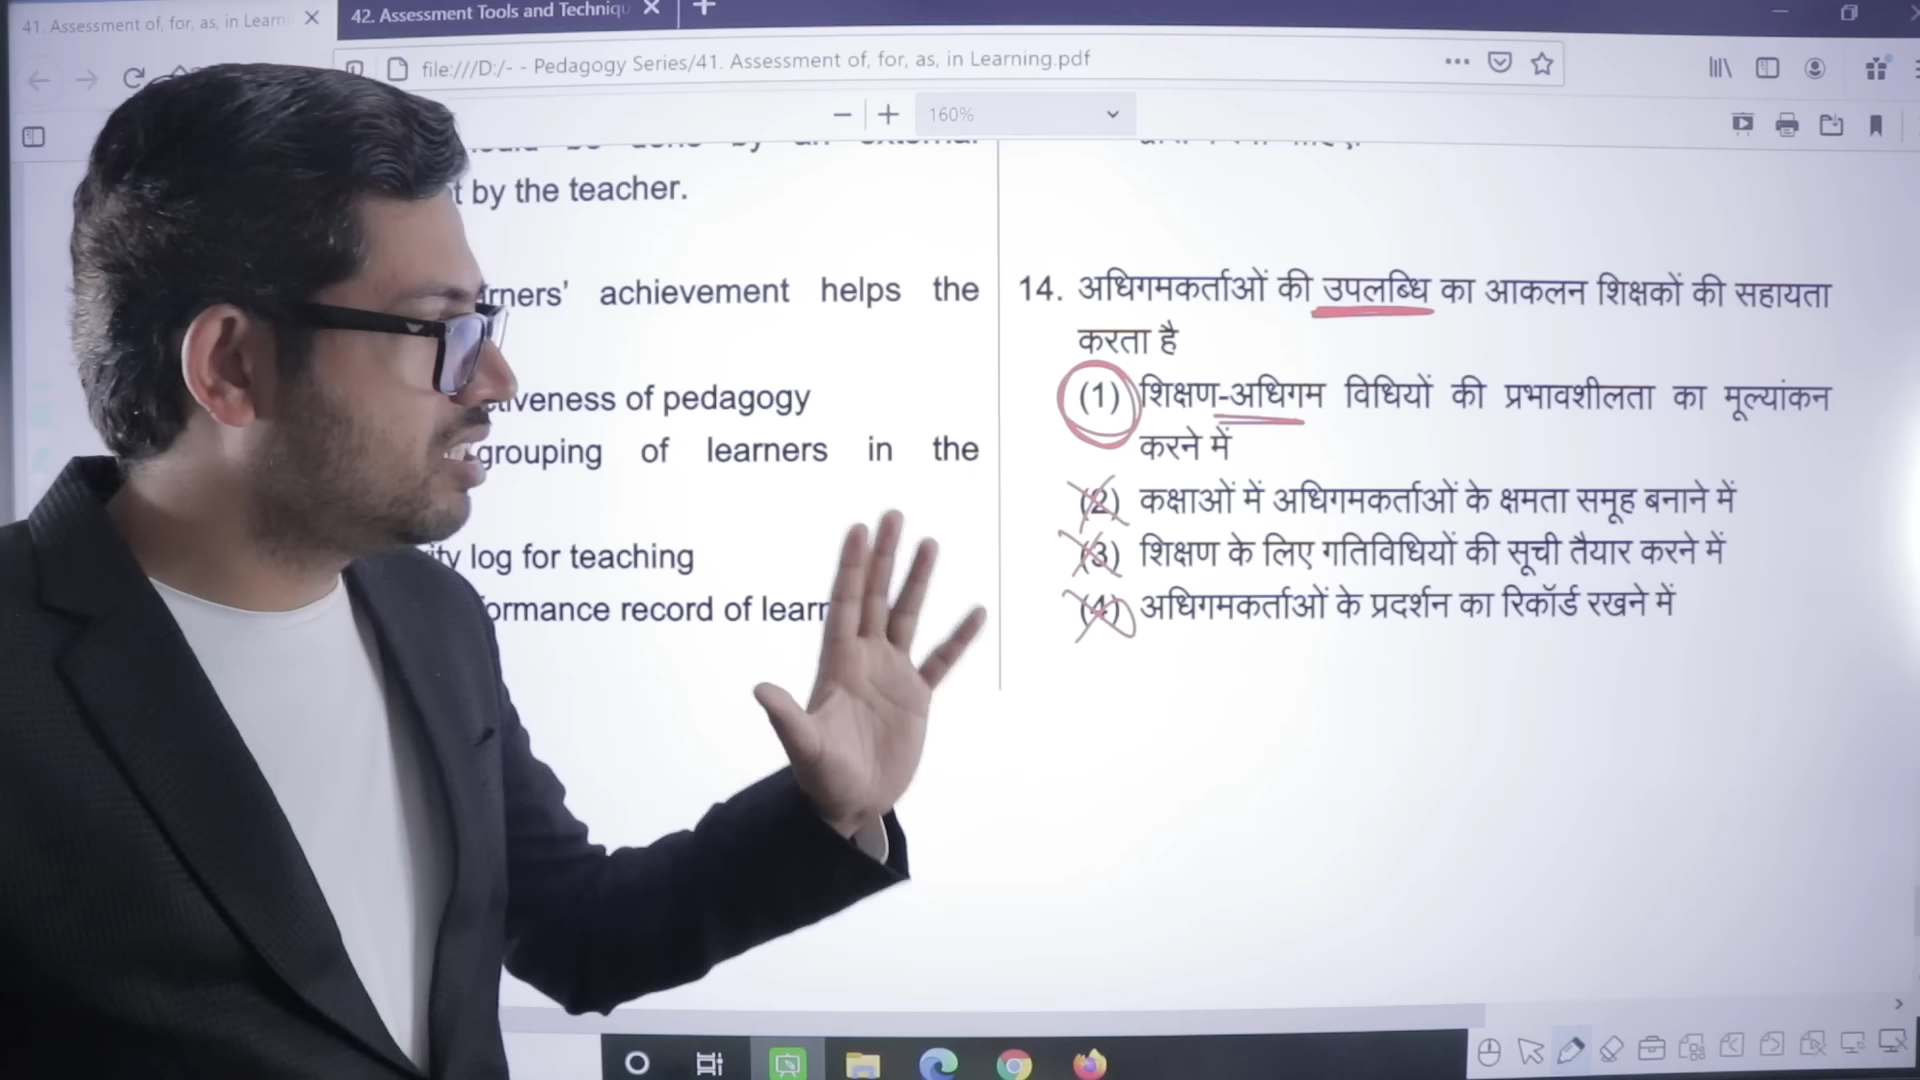 41. Assessment of, for, as, in Learn
42. Assessment Tools and Techniqu
file:///D:/- - Pedagogy Series/41. Assessment of, for, as, in Learning.pdf
160%
by the teacher.
achievement helps the
of pedagogy
grouping of learners in the
log for teaching
record of
14. अधिगमकर्ताओं की उपलब्धि का आकलन शिक्षकों की सहायता
करता है
(1) शिक्षण-अधिगम विधियों की प्रभावशीलता का मूल्यांकन
करने में
(2) कक्षाओं में अधिगमकर्ताओं के क्षमता समूह बनाने में
(3) शिक्षण के लिए गतिविधियों की सूची तैयार करने में
(4) अधिगमकर्ताओं के प्रदर्शन का रिकॉर्ड रखने में